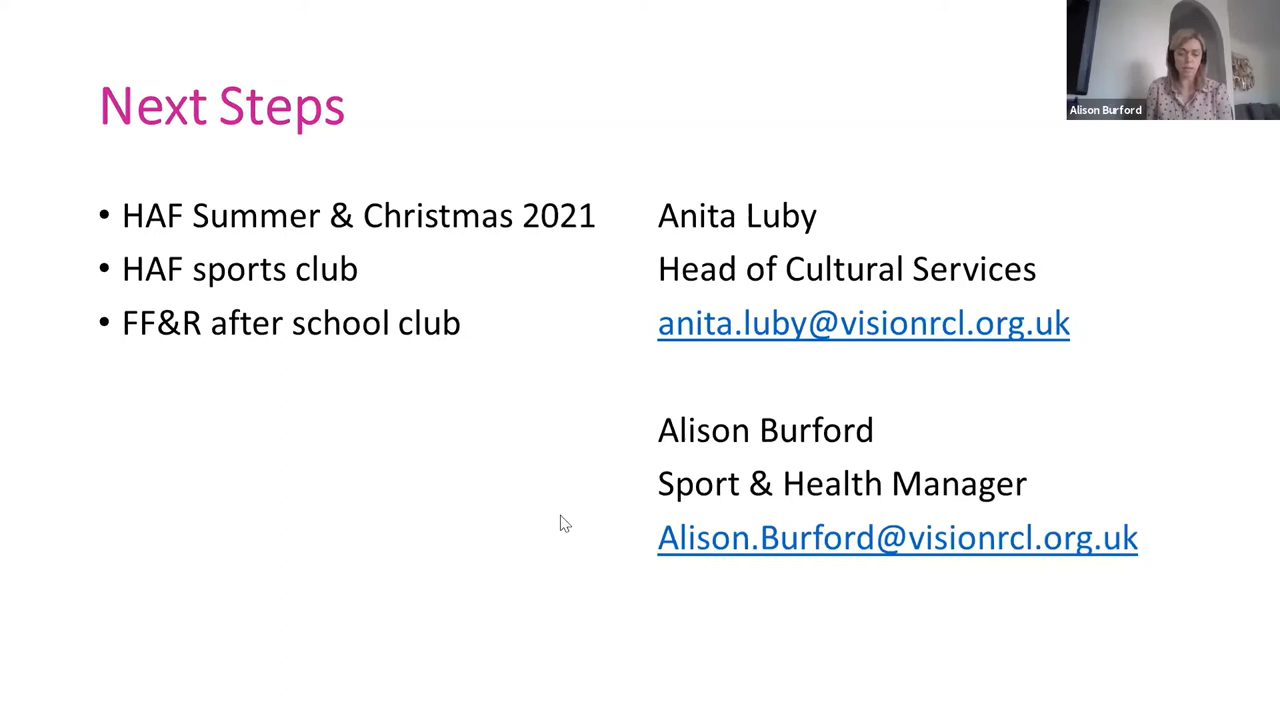 Alison Burford
Next Steps
• HAF Summer & Christmas 2021
• HAF sports club
• FF&R after school club
Anita Luby
Head of Cultural Services
anita.luby@visionrcl.org.uk
Alison Burford
Sport & Health Manager
Alison.Burford@visionrcl.org.uk